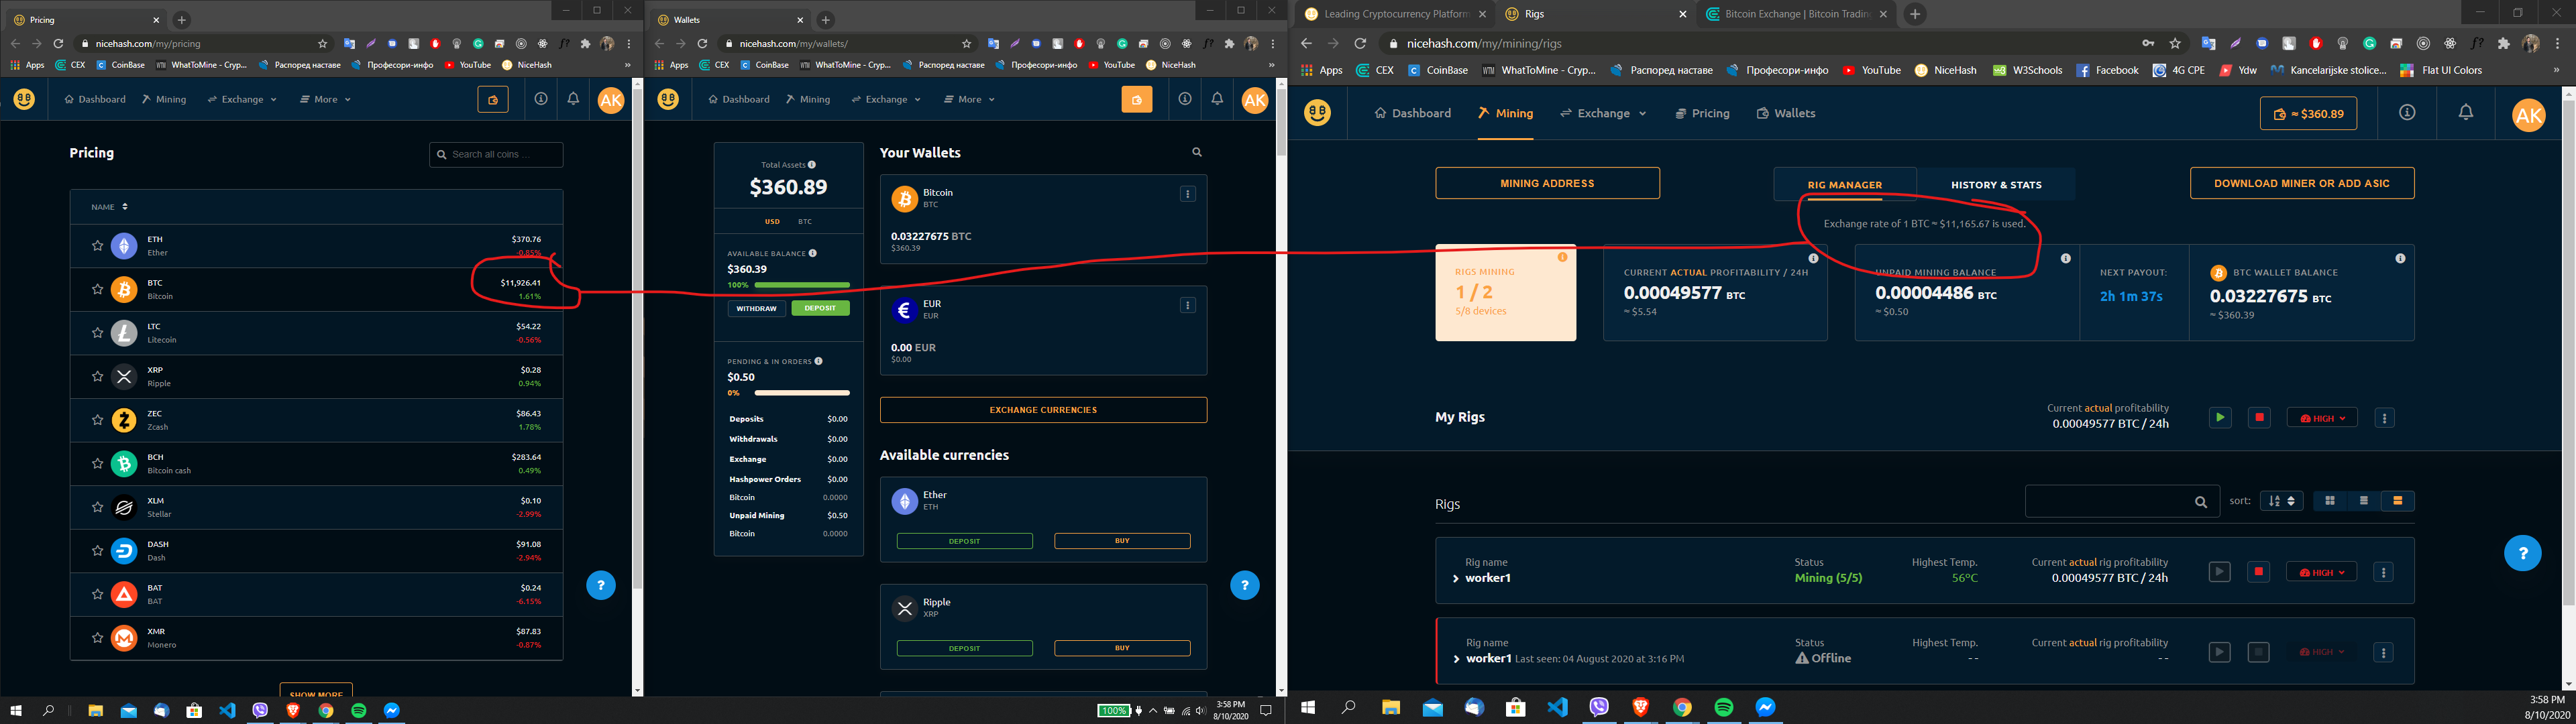 Pricing
nicehash.com/my/pricing
Apps CEX CoinBase WhatToMine - Cryp... Распоред наставе Професори-инфо YouTube NiceHash »
Dashboard Mining Exchange More AK
Pricing
Search all coins ...
NAME
ETH $370.76
Ether -0.85%
BTC $11,926.41
Bitcoin 1.61%
LTC $54.22
Litecoin -0.56%
XRP $0.28
Ripple 0.94%
ZEC $86.43
Zcash 1.78%
BCH $283.64
Bitcoin cash 0.49%
XLM $0.10
Stellar -2.99%
DASH $91.08
Dash -2.94%
BAT $0.24
BAT -6.15%
XMR $87.83
Monero -0.87%
SHOW MORE
?
Wallets
nicehash.com/my/wallets/
Apps CEX CoinBase WhatToMine - Cryp... Распоред наставе Професори-инфо YouTube NiceHash »
Dashboard Mining Exchange More AK
Total Assets
$360.89
USD BTC
AVAILABLE BALANCE
$360.39
100%
WITHDRAW DEPOSIT
PENDING & IN ORDERS
$0.50
0%
Deposits $0.00
Withdrawals $0.00
Exchange $0.00
Hashpower Orders $0.00
Bitcoin 0.0000
Unpaid Mining $0.50
Bitcoin 0.0000
Your Wallets
Bitcoin
BTC
0.03227675 BTC
$360.39
EUR
EUR
0.00 EUR
$0.00
EXCHANGE CURRENCIES
Available currencies
Ether
ETH
DEPOSIT BUY
Ripple
XRP
DEPOSIT BUY
?
100% 3:58 PM
8/10/2020
Leading Cryptocurrency Platform Rigs Bitcoin Exchange | Bitcoin Tradin
nicehash.com/my/mining/rigs
Apps CEX CoinBase WhatToMine - Cryp... Распоред наставе Професори-инфо YouTube NiceHash W3Schools Facebook 4G CPE Ydw Kancelarijske stolice... Flat UI Colors »
Dashboard Mining Exchange Pricing Wallets ≈ $360.89 AK
MINING ADDRESS RIG MANAGER HISTORY & STATS DOWNLOAD MINER OR ADD ASIC
Exchange rate of 1 BTC ≈ $11,165.67 is used.
RIGS MINING
1 / 2
5/8 devices
CURRENT ACTUAL PROFITABILITY / 24H
0.00049577 BTC
≈ $5.54
UNPAID MINING BALANCE
0.00004486 BTC
≈ $0.50
NEXT PAYOUT:
2h 1m 37s
BTC WALLET BALANCE
0.03227675 BTC
≈ $360.39
My Rigs
Current actual profitability
0.00049577 BTC / 24h
HIGH
Rigs
sort:
Rig name Status Highest Temp. Current actual rig profitability
worker1 Mining (5/5) 56°C 0.00049577 BTC / 24h HIGH
Rig name Status Highest Temp. Current actual rig profitability
worker1 Last seen: 04 August 2020 at 3:16 PM Offline -- -- HIGH
?
3:58 PM
8/10/2020